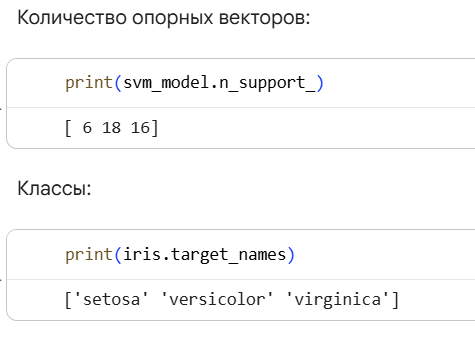 Количество опорных векторов:
print(svm_model.n_support_)
[ 6 18 16]
Классы:
print(iris.target_names)
['setosa' 'versicolor' 'virginica']